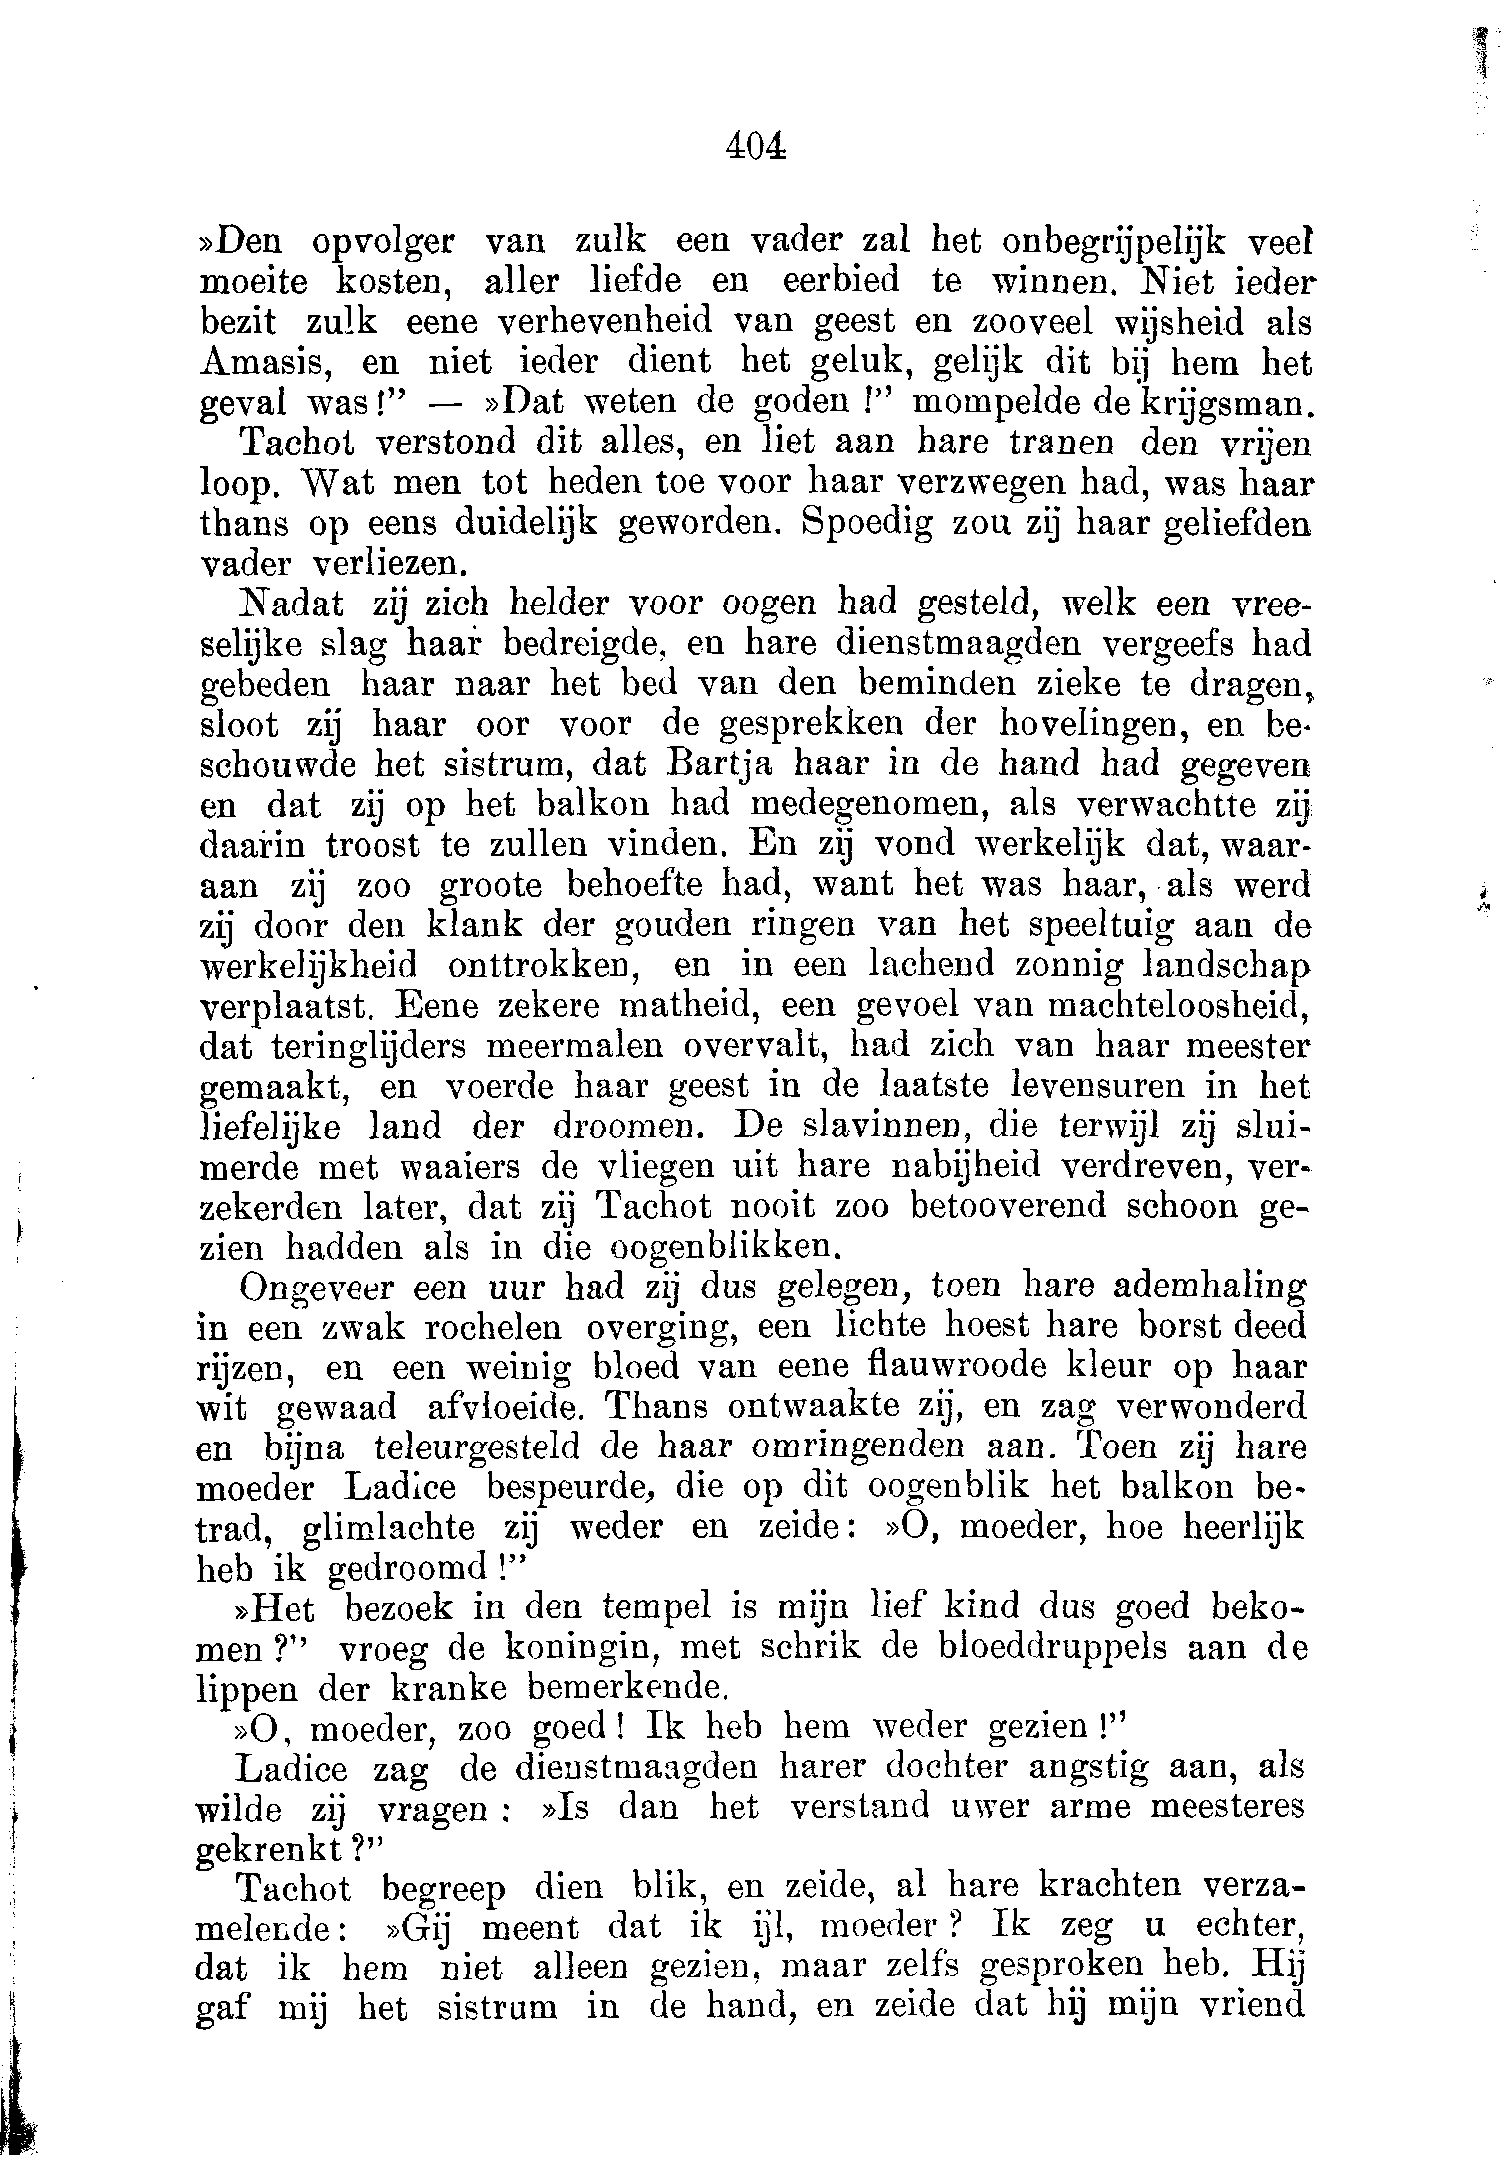 404
»Den opvolger van zulk een vader zal het onbegrijpelijk veel
moeite kosten, aller liefde en eerbied te winnen. Niet ieder
bezit zulk eene verhevenheid van geest en zooveel wijsheid als
Amasis, en niet ieder dient het geluk, gelijk dit bij hem het
geval was!” — »Dat weten de goden!” mompelde de krijgsman.
Tachot verstond dit alles, en liet aan hare tranen den vrijen
loop. Wat men tot heden toe voor haar verzwegen had, was haar
thans op eens duidelijk geworden. Spoedig zou zij haar geliefden
vader verliezen.
Nadat zij zich helder voor oogen had gesteld, welk een vree-
selijke slag haar bedreigde, en hare dienstmaagden vergeefs had
gebeden haar naar het bed van den beminden zieke te dragen,
sloot zij haar oor voor de gesprekken der hovelingen, en be-
schouwde het sistrum, dat Bartja haar in de hand had gegeven
en dat zij op het balkon had medegenomen, als verwachtte zij
daarin troost te zullen vinden. En zij vond werkelijk dat, waar-
aan zij zoo groote behoefte had, want het was haar, als werd
zij door den klank der gouden ringen van het speeltuig aan de
werkelijkheid onttrokken, en in een lachend zonnig landschap
verplaatst. Eene zekere matheid, een gevoel van machteloosheid,
dat teringlijders meermalen overvalt, had zich van haar meester
gemaakt, en voerde haar geest in de laatste levensuren in het
liefelijke land der droomen. De slavinnen, die terwijl zij slui-
merde met waaiers de vliegen uit hare nabijheid verdreven, ver-
zekerden later, dat zij Tachot nooit zoo betooverend schoon ge-
zien hadden als in die oogenblikken.
Ongeveer een uur had zij dus gelegen, toen hare ademhaling
in een zwak rochelen overging, een lichte hoest hare borst deed
rijzen, en een weinig bloed van eene flauwroode kleur op haar
wit gewaad afvloeide. Thans ontwaakte zij, en zag verwonderd
en bijna teleurgesteld de haar omringenden aan. Toen zij hare
moeder Ladice bespeurde, die op dit oogenblik het balkon be-
trad, glimlachte zij weder en zeide: »O, moeder, hoe heerlijk
heb ik gedroomd!”
»Het bezoek in den tempel is mijn lief kind dus goed beko-
men?” vroeg de koningin, met schrik de bloeddruppels aan de
lippen der kranke bemerkende.
»O, moeder, zoo goed! Ik heb hem weder gezien!”
Ladice zag de dienstmaagden harer dochter angstig aan, als
wilde zij vragen: »Is dan het verstand uwer arme meesteres
gekrenkt?”
Tachot begreep dien blik, en zeide, al hare krachten verza-
melende: »Gij meent dat ik ijl, moeder? Ik zeg u echter,
dat ik hem niet alleen gezien, maar zelfs gesproken heb. Hij
gaf mij het sistrum in de hand, en zeide dat hij mijn vriend